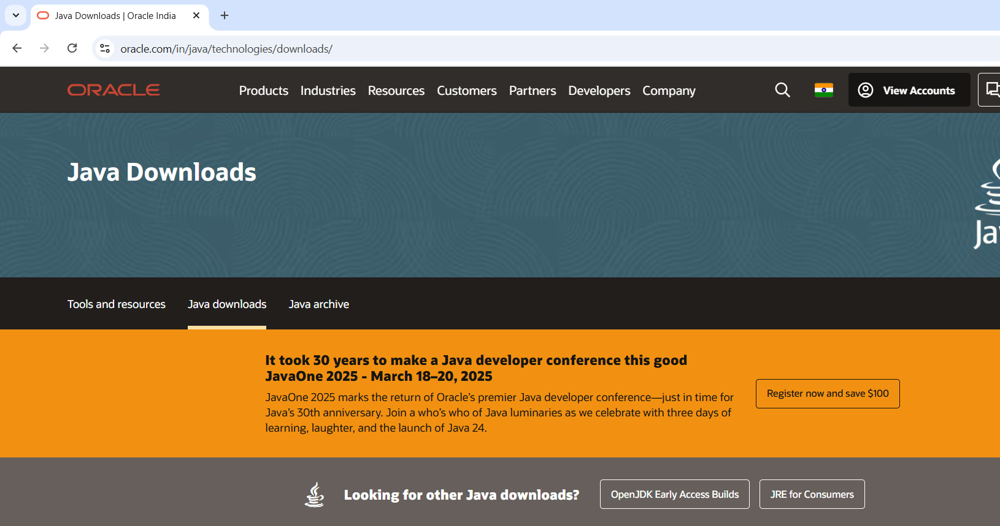 Java Downloads | Oracle India
oracle.com/in/java/technologies/downloads/
ORACLE
Products Industries Resources Customers Partners Developers Company
View Accounts
Java Downloads
Tools and resources Java downloads Java archive
It took 30 years to make a Java developer conference this good
JavaOne 2025 - March 18–20, 2025
JavaOne 2025 marks the return of Oracle’s premier Java developer conference—just in time for
Java’s 30th anniversary. Join a who’s who of Java luminaries as we celebrate with three days of
learning, laughter, and the launch of Java 24.
Register now and save $100
Looking for other Java downloads?
OpenJDK Early Access Builds
JRE for Consumers